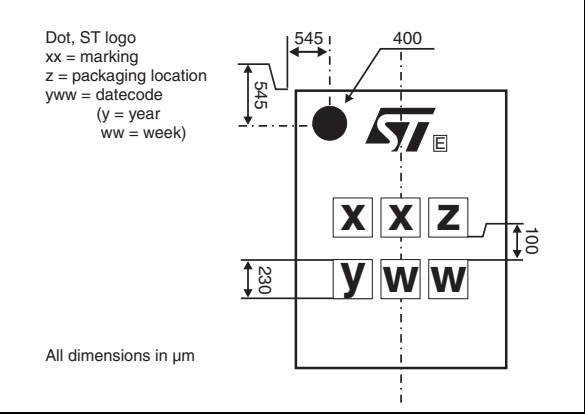 Dot, ST logo
xx = marking
z = packaging location
yww = datecode
(y = year
ww = week)
545
400
545
ST
E
x x z
100
y w w
230
All dimensions in µm